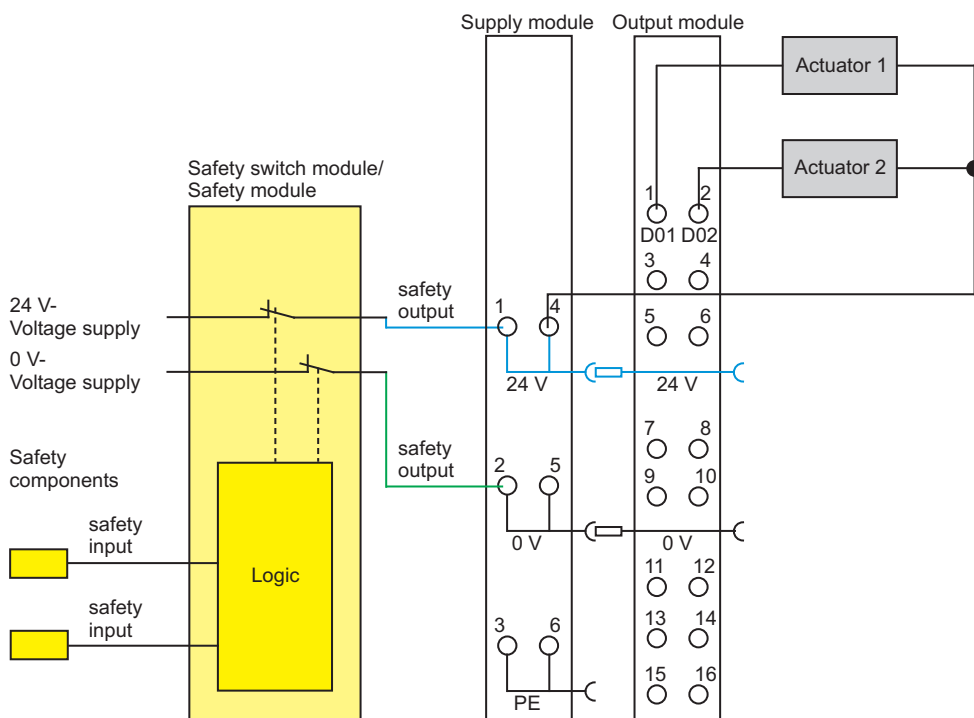 Supply module
Output module
Actuator 1
Actuator 2
Safety switch module/
Safety module
1
2
D01 D02
3
4
24 V-
Voltage supply
safety
output
1
4
5
6
0 V-
Voltage supply
24 V
24 V
7
8
Safety
components
safety
output
2
5
9
10
0 V
0 V
safety
input
Logic
11
12
safety
input
3
6
13
14
15
16
PE